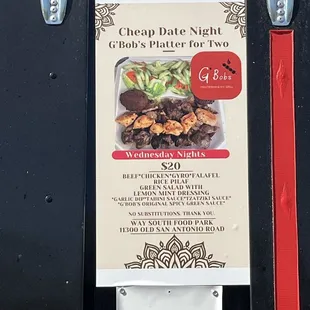 Cheap Date Night
G'Bob's Platter for Two
G'Bobs
Wednesday Nights
$20
BEEF*CHICKEN*GYRO*FALAFEL
RICE PILAF
GREEN SALAD WITH
LEMON MINT DRESSING
*GARLIC DIP*TAHINI SAUCE*TZATZIKI SAUCE*
*G'BOB'S ORIGINAL SPICY GREEN SAUCE*
NO SUBSTITUTIONS. THANK YOU
WAY SOUTH FOOD PARK
11300 OLD SAN ANTONIO ROAD